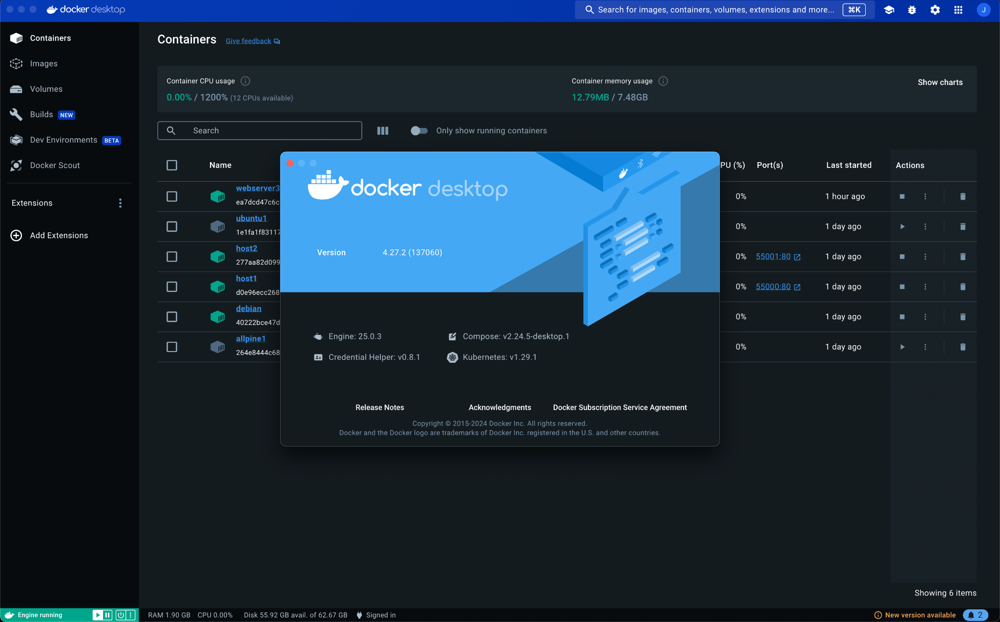 docker desktop
Search for images, containers, volumes, extensions and more... ⌘K
J
Containers
Images
Volumes
Builds NEW
Dev Environments BETA
Docker Scout
Extensions
Add Extensions
Containers Give feedback
Container CPU usage
0.00% / 1200% (12 CPUs available)
Container memory usage
12.79MB / 7.48GB
Show charts
Search
Only show running containers
Name PU (%) Port(s) Last started Actions
webserver3
ea7dcd47c6c
0% 1 hour ago
ubuntu1
1e1fa1f83117
0% 1 day ago
host2
277aa82d099
0% 55001:80 1 day ago
host1
d0e96ecc268
0% 55000:80 1 day ago
debian
40222bce47d
0% 1 day ago
allpine1
264e8444c68
0% 1 day ago
docker desktop
Version 4.27.2 (137060)
Engine: 25.0.3 Compose: v2.24.5-desktop.1
Credential Helper: v0.8.1 Kubernetes: v1.29.1
Release Notes Acknowledgments Docker Subscription Service Agreement
Copyright © 2015-2024 Docker Inc. All rights reserved.
Docker and the Docker logo are trademarks of Docker Inc. registered in the U.S. and other countries.
Showing 6 items
Engine running
RAM 1.90 GB CPU 0.00% Disk 55.92 GB avail. of 62.67 GB Signed in
New version available 2